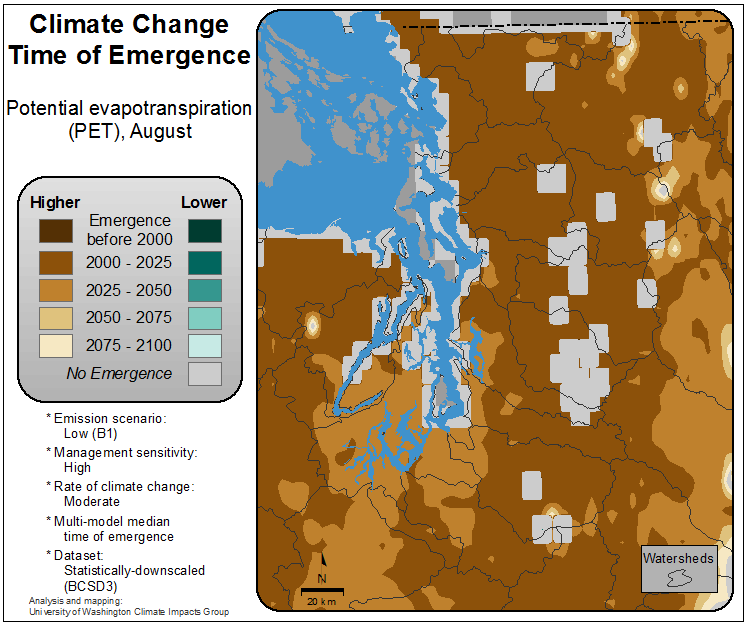 Climate Change
Time of Emergence
Potential evapotranspiration
(PET), August
Higher Lower
Emergence
before 2000
2000 - 2025
2025 - 2050
2050 - 2075
2075 - 2100
No Emergence
* Emission scenario:
Low (B1)
* Management sensitivity:
High
* Rate of climate change:
Moderate
* Multi-model median
time of emergence
* Dataset:
Statistically-downscaled
(BCSD3)
Analysis and mapping:
University of Washington Climate Impacts Group
N
20 km
Watersheds